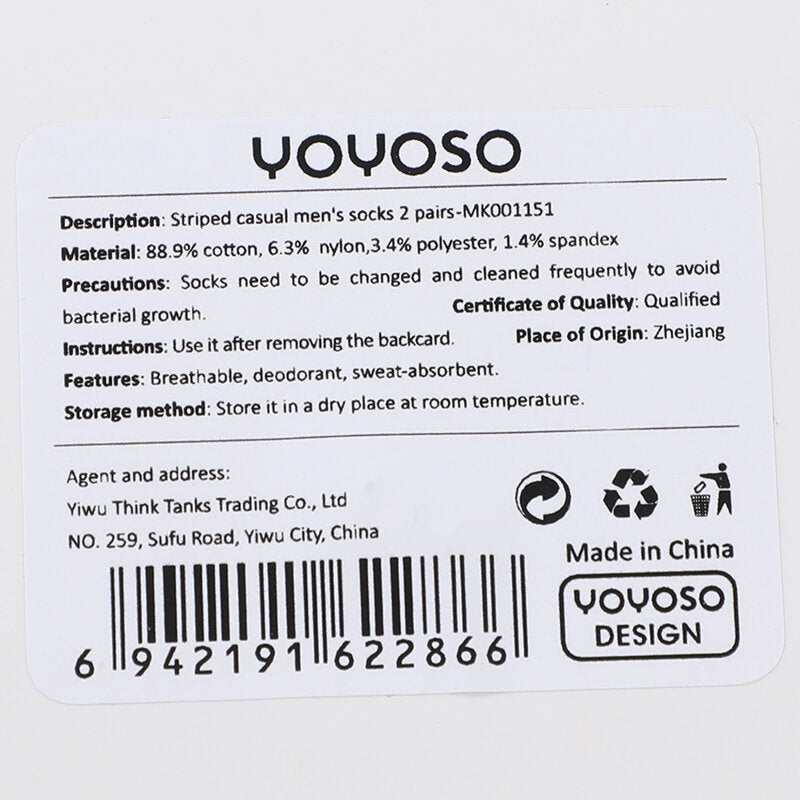 YOYOSO
Description: Striped casual men's socks 2 pairs-MK001151
Material: 88.9% cotton, 6.3% nylon,3.4% polyester, 1.4% spandex
Precautions: Socks need to be changed and cleaned frequently to avoid
bacterial growth. Certificate of Quality: Qualified
Instructions: Use it after removing the backcard. Place of Origin: Zhejiang
Features: Breathable, deodorant, sweat-absorbent.
Storage method: Store it in a dry place at room temperature.
Agent and address:
Yiwu Think Tanks Trading Co., Ltd
NO. 259, Sufu Road, Yiwu City, China
Made in China
YOYOSO
DESIGN
6 942191 622866